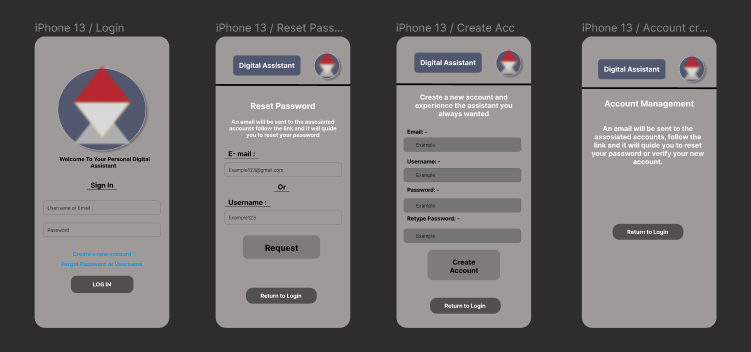 iPhone 13 / Login
Welcome To Your Personal Digital
Assistant
Sign In
Username or Email
Password
Create a new account
Forgot Password or Username
LOG IN
iPhone 13 / Reset Pass...
Digital Assistant
Reset Password
An email will be sent to the assosiated
accounts follow the link and it will quide
you to reset your password
E- mail :
Example123@gmail.com
Or
Username :
Example123
Request
Return to Login
iPhone 13 / Create Acc
Digital Assistant
Create a new account and
experience the assistant you
always wanted
Email: -
Example
Username: -
Example
Password: -
Example
Retype Password: -
Example
Create
Account
Return to Login
iPhone 13 / Account cr...
Digital Assistant
Account Management
An email will be sent to the
assosiated accounts, follow the
link and it will quide you to reset
your password or verify your new
account.
Return to Login